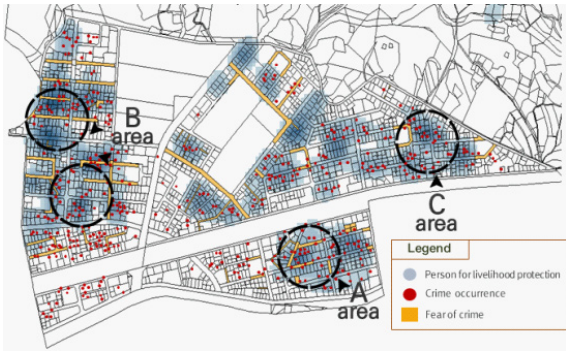 B
area
C
area
A
area
Legend
Person for livelihood protection
Crime occurrence
Fear of crime